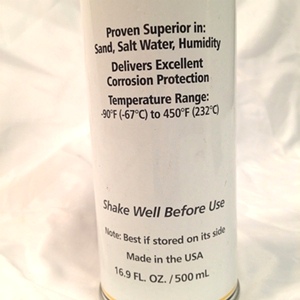 Proven Superior in:
Sand, Salt Water, Humidity
Delivers Excellent
Corrosion Protection
Temperature Range:
-90°F (-67°C) to 450°F (232°C)
Shake Well Before Use
Note: Best if stored on its side
Made in the USA
16.9 FL. OZ. / 500 mL